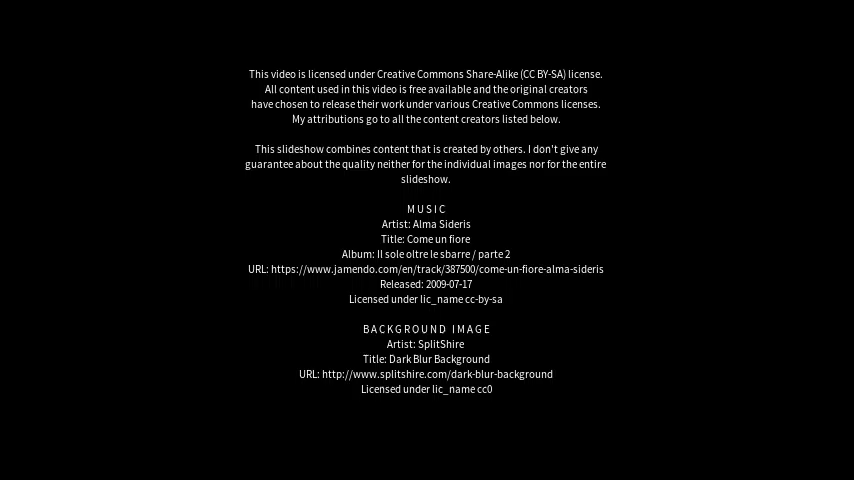 This video is licensed under Creative Commons Share-Alike (CC BY-SA) license.
All content used in this video is free available and the original creators
have chosen to release their work under various Creative Commons licenses.
My attributions go to all the content creators listed below.
This slideshow combines content that is created by others. I don't give any
guarantee about the quality neither for the individual images nor for the entire
slideshow.
MUSIC
Artist: Alma Sideris
Title: Come un fiore
Album: Il sole oltre le sbarre / parte 2
URL: https://www.jamendo.com/en/track/387500/come-un-fiore-alma-sideris
Released: 2009-07-17
Licensed under lic_name cc-by-sa
BACKGROUND IMAGE
Artist: SplitShire
Title: Dark Blur Background
URL: http://www.splitshire.com/dark-blur-background
Licensed under lic_name cc0